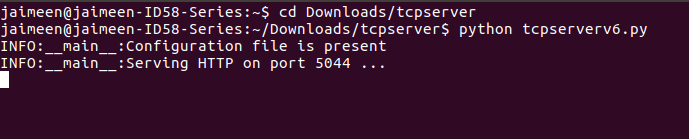 jaimeen@jaimeen-ID58-Series:~$ cd Downloads/tcpserver
jaimeen@jaimeen-ID58-Series:~/Downloads/tcpserver$ python tcpserverv6.py
INFO:__main__:Configuration file is present
INFO:__main__:Serving HTTP on port 5044 ...